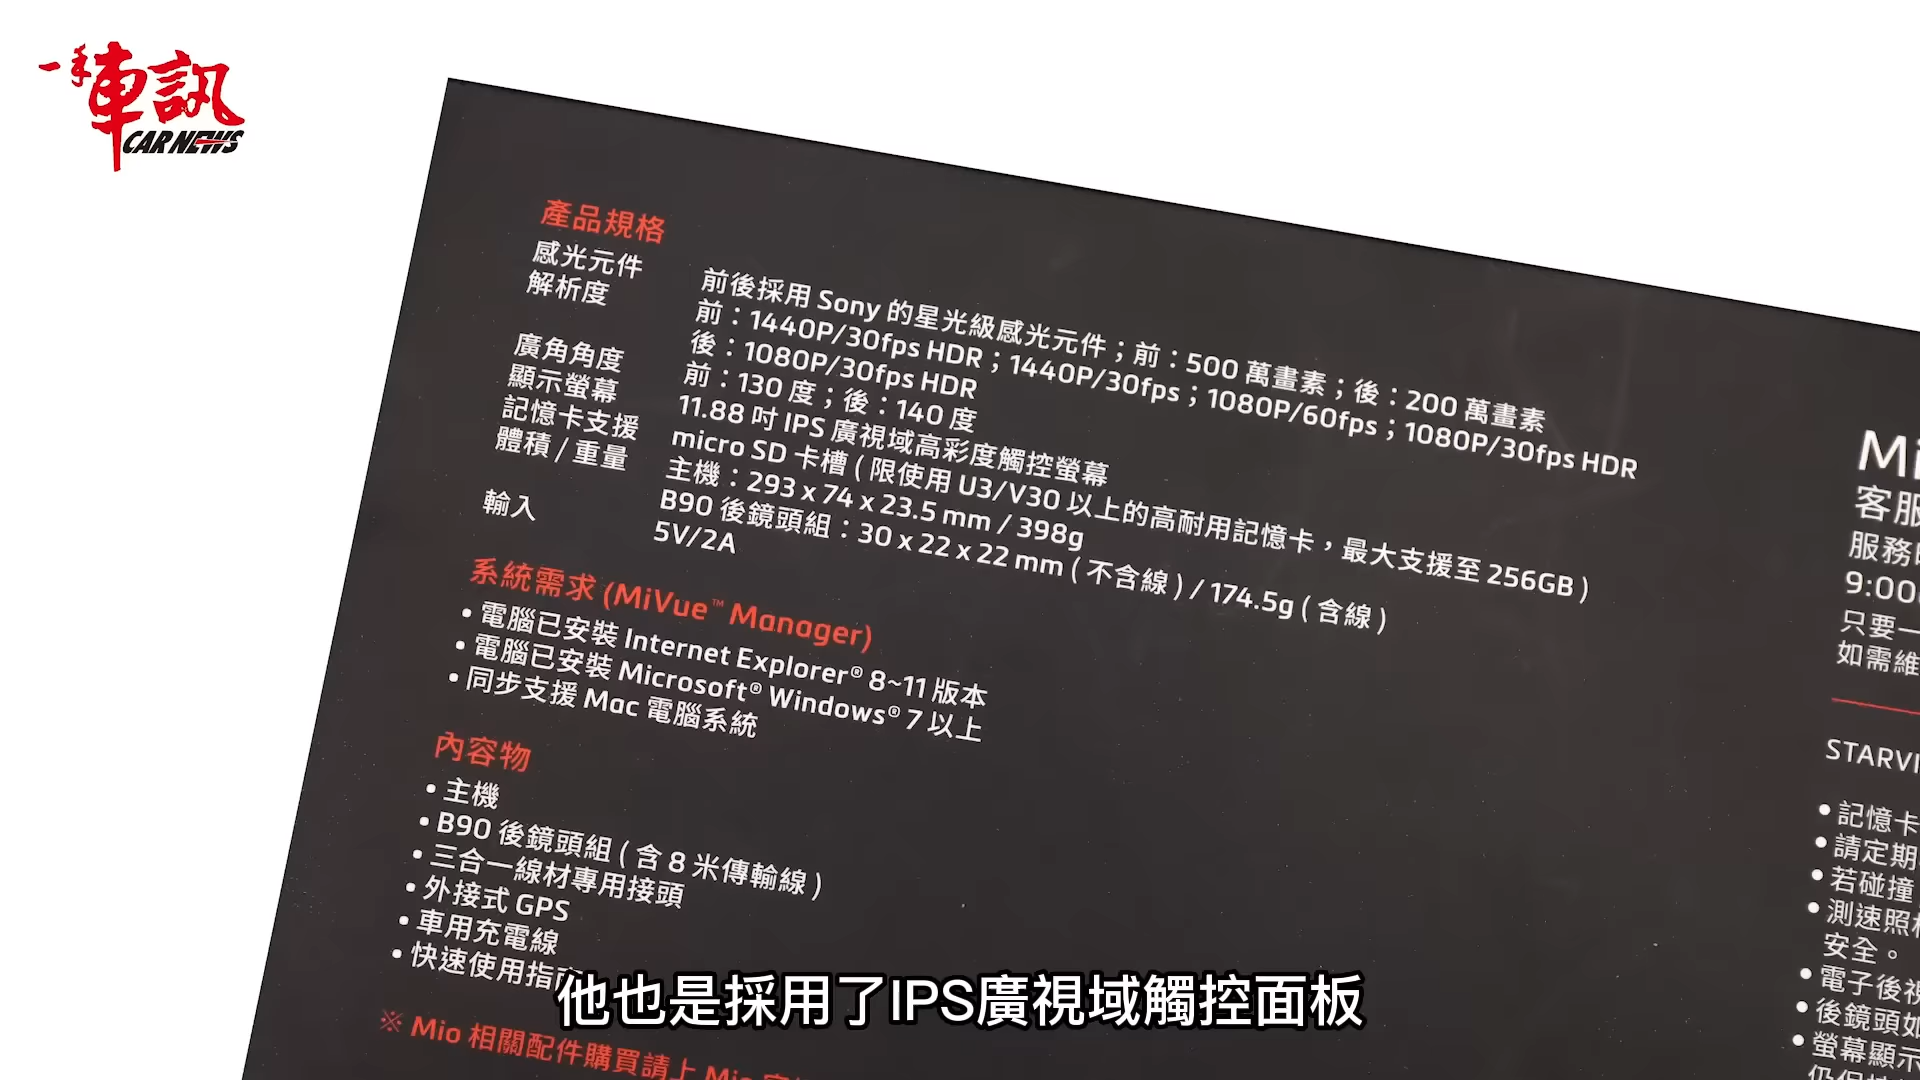 一手車訊
CAR NEWS
產品規格
感光元件 前後採用 Sony 的星光級感光元件；前：500 萬畫素；後：200 萬畫素
解析度 前：1440P/30fps HDR；1440P/30fps；1080P/60fps；1080P/30fps HDR
後：1080P/30fps HDR
廣角角度 前：130 度；後：140 度
顯示螢幕 11.88 吋 IPS 廣視域高彩度觸控螢幕
記憶卡支援 micro SD 卡槽 ( 限使用 U3/V30 以上的高耐用記憶卡，最大支援至 256GB )
體積 / 重量 主機：293 x 74 x 23.5 mm / 398g
B90 後鏡頭組：30 x 22 x 22 mm ( 不含線 ) / 174.5g ( 含線 )
輸入 5V/2A
系統需求 (MiVue™ Manager)
• 電腦已安裝 Internet Explorer® 8~11 版本
• 電腦已安裝 Microsoft® Windows® 7 以上
• 同步支援 Mac 電腦系統
內容物
• 主機
• B90 後鏡頭組 ( 含 8 米傳輸線 )
• 三合一線材專用接頭
• 外接式 GPS
• 車用充電線
• 快速使用指
※ Mio 相關配件購買請上 Mio
Mi
客服
服務
9:00
只要一
如需維
STARVI
• 記憶卡
• 請定期
• 若碰撞
• 測速照
安全。
• 電子後視
• 後鏡頭如
• 螢幕顯示
他也是採用了IPS廣視域觸控面板